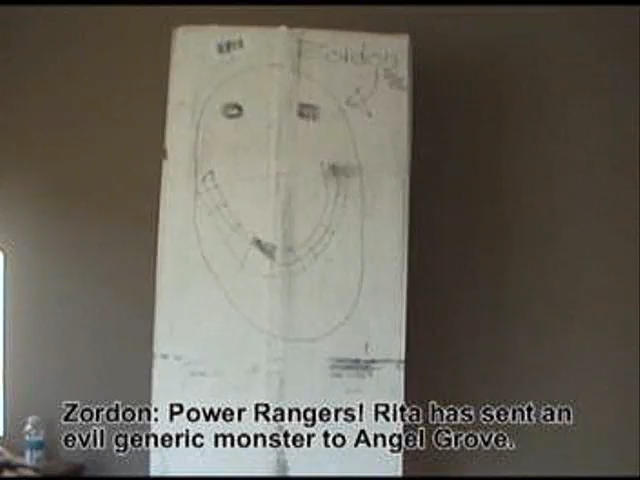 Zordon
Zordon: Power Rangers! Rita has sent an
evil generic monster to Angel Grove.